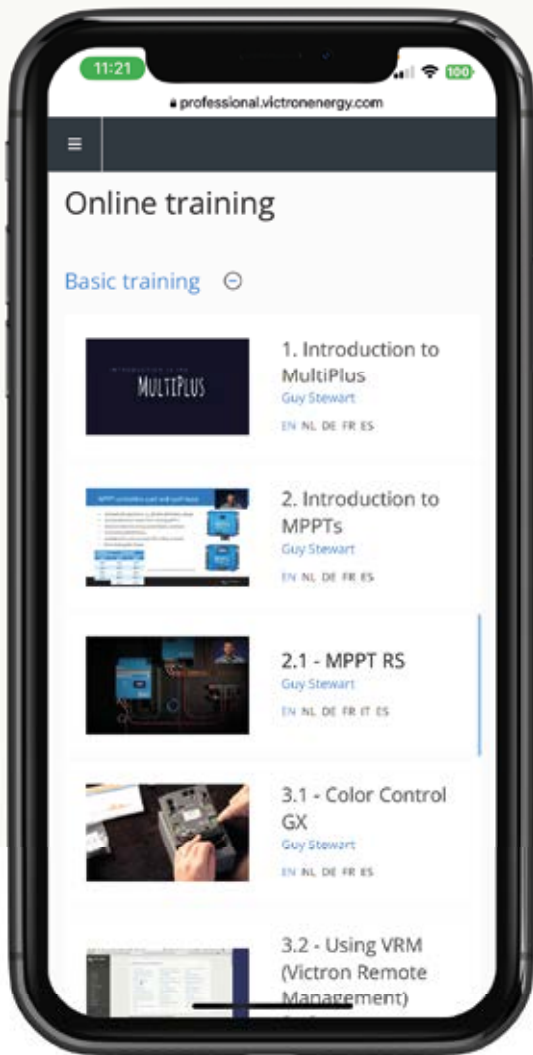 11:21
100
professional.victronenergy.com
Online training
Basic training
1. Introduction to
MultiPlus
Guy Stewart
EN NL DE FR ES
INTRODUCTION TO THE
MULTIPLUS
2. Introduction to
MPPTs
Guy Stewart
EN NL DE FR ES
2.1 - MPPT RS
Guy Stewart
EN NL DE FR IT ES
3.1 - Color Control
GX
Guy Stewart
EN NL DE FR ES
3.2 - Using VRM
(Victron Remote
Management)